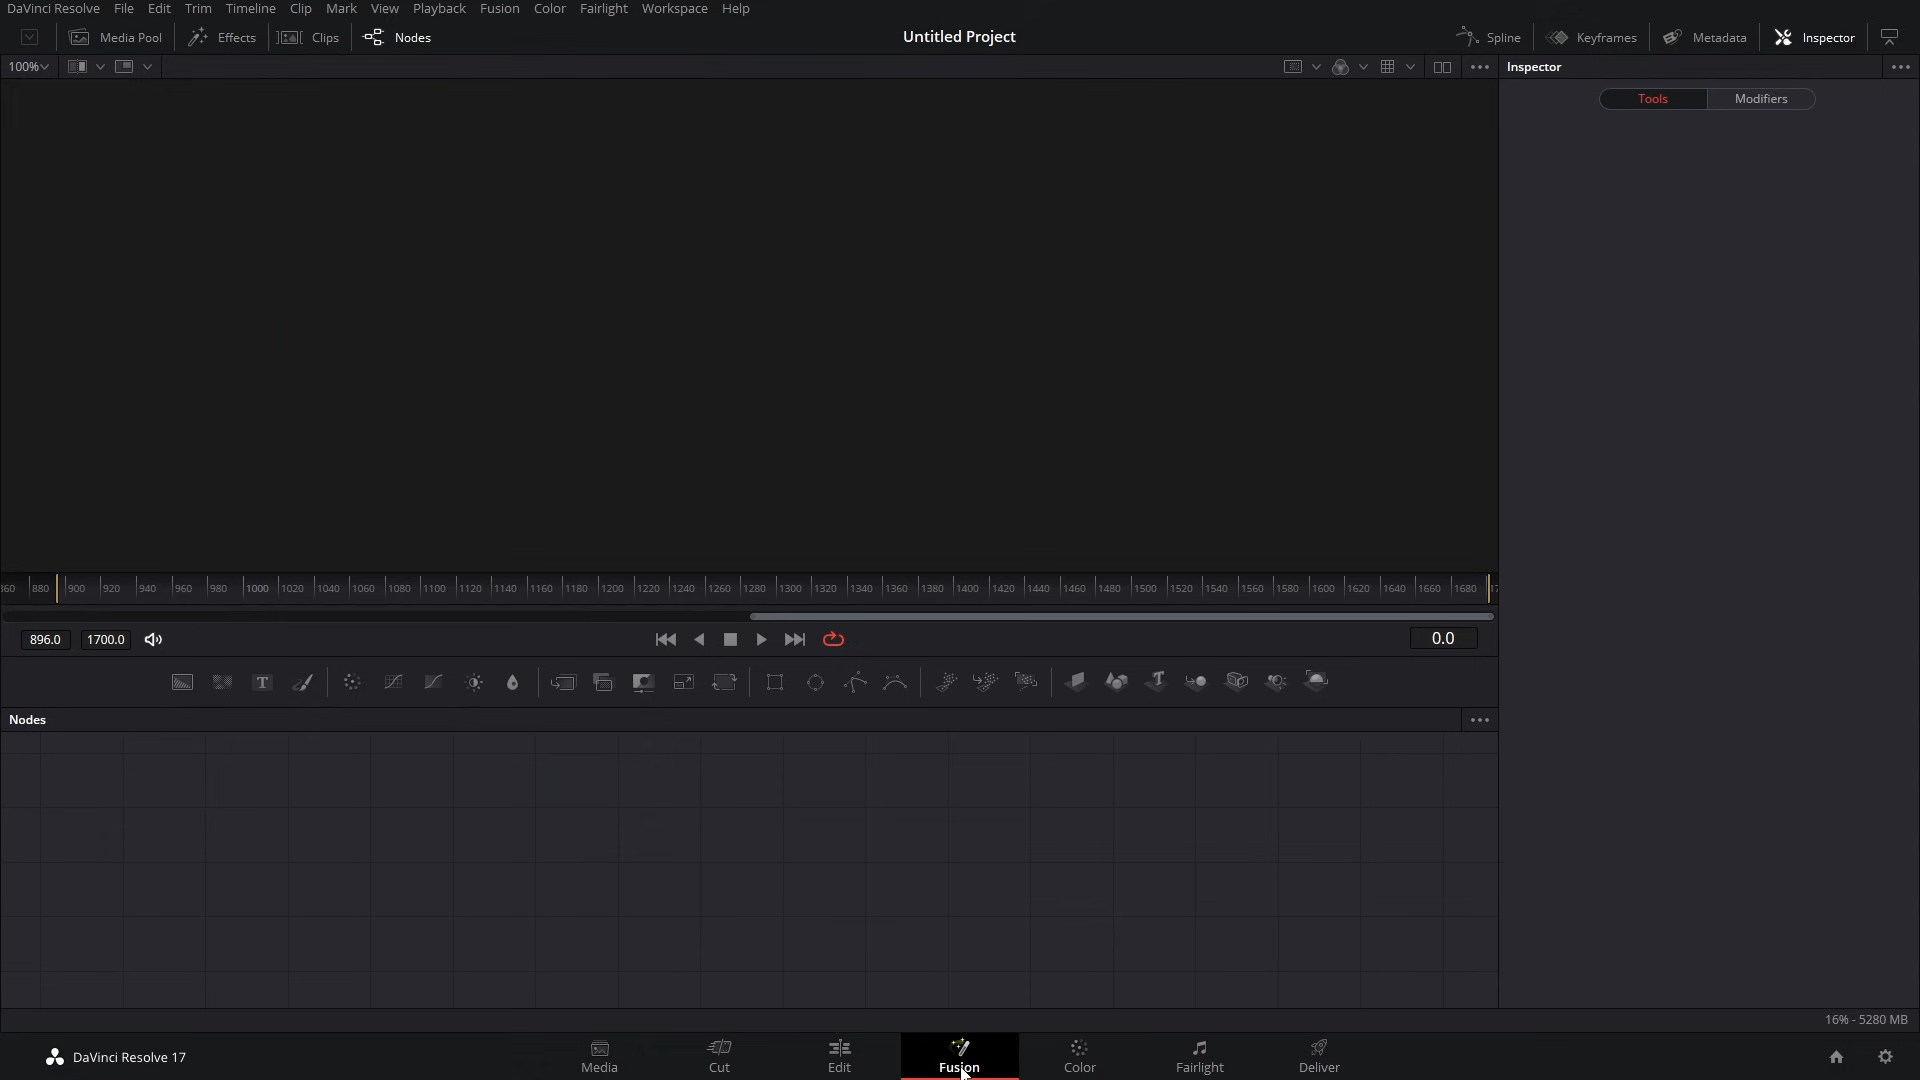 DaVinci Resolve File Edit Trim Timeline Clip Mark View Playback Fusion Color Fairlight Workspace Help
Media Pool Effects Clips Nodes Untitled Project Spline Keyframes Metadata Inspector
100% Inspector
Tools Modifiers
880 900 920 940 960 980 1000 1020 1040 1060 1080 1100 1120 1140 1160 1180 1200 1220 1240 1260 1280 1300 1320 1340 1360 1380 1400 1420 1440 1460 1480 1500 1520 1540 1560 1580 1600 1620 1640 1660 1680
896.0 1700.0 0.0
T
Nodes
16% - 5280 MB
DaVinci Resolve 17 Media Cut Edit Fusion Color Fairlight Deliver